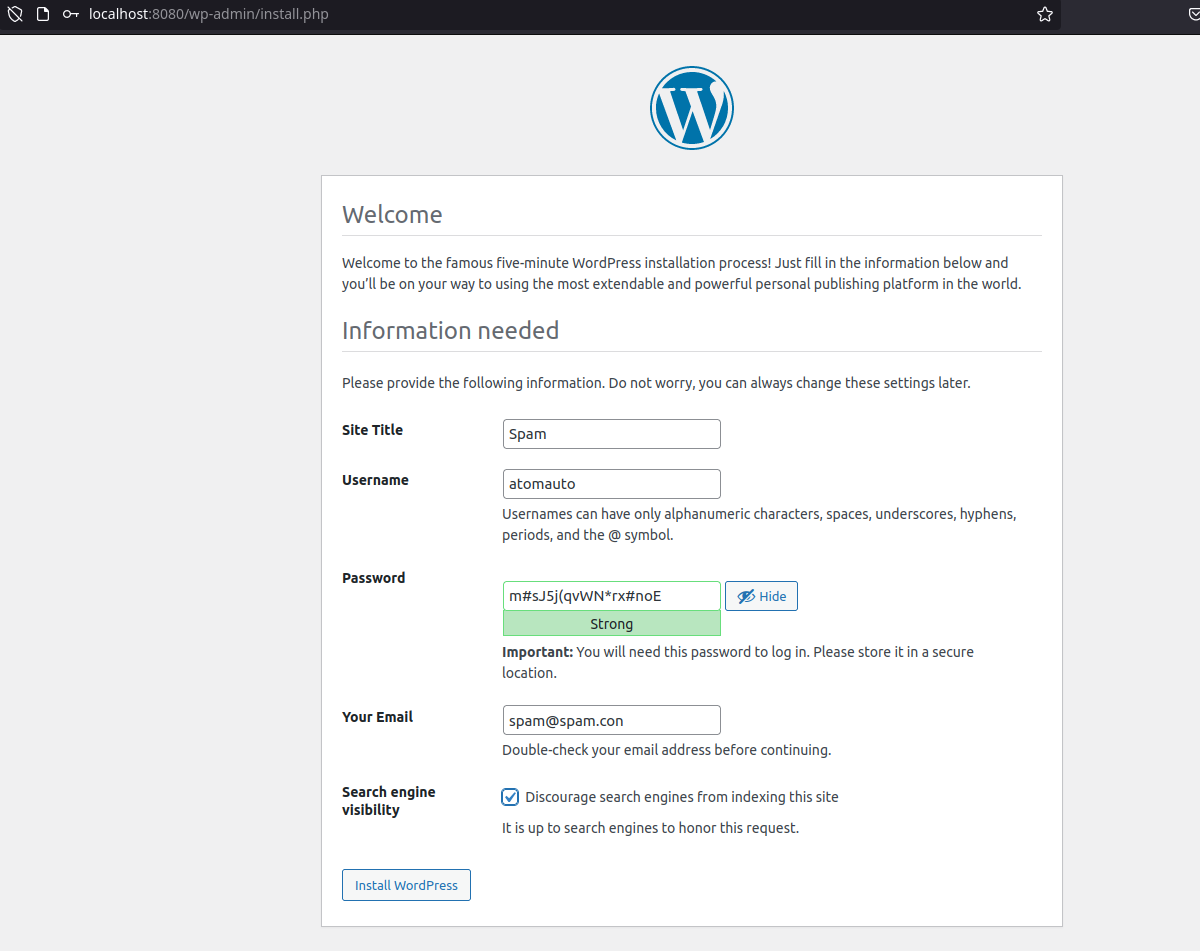 localhost:8080/wp-admin/install.php
Welcome
Welcome to the famous five-minute WordPress installation process! Just fill in the information below and
you’ll be on your way to using the most extendable and powerful personal publishing platform in the world.
Information needed
Please provide the following information. Do not worry, you can always change these settings later.
Site Title
Spam
Username
atomauto
Usernames can have only alphanumeric characters, spaces, underscores, hyphens,
periods, and the @ symbol.
Password
m#sJ5j(qvWN*rx#noE
Hide
Strong
Important: You will need this password to log in. Please store it in a secure
location.
Your Email
spam@spam.con
Double-check your email address before continuing.
Search engine
visibility
Discourage search engines from indexing this site
It is up to search engines to honor this request.
Install WordPress